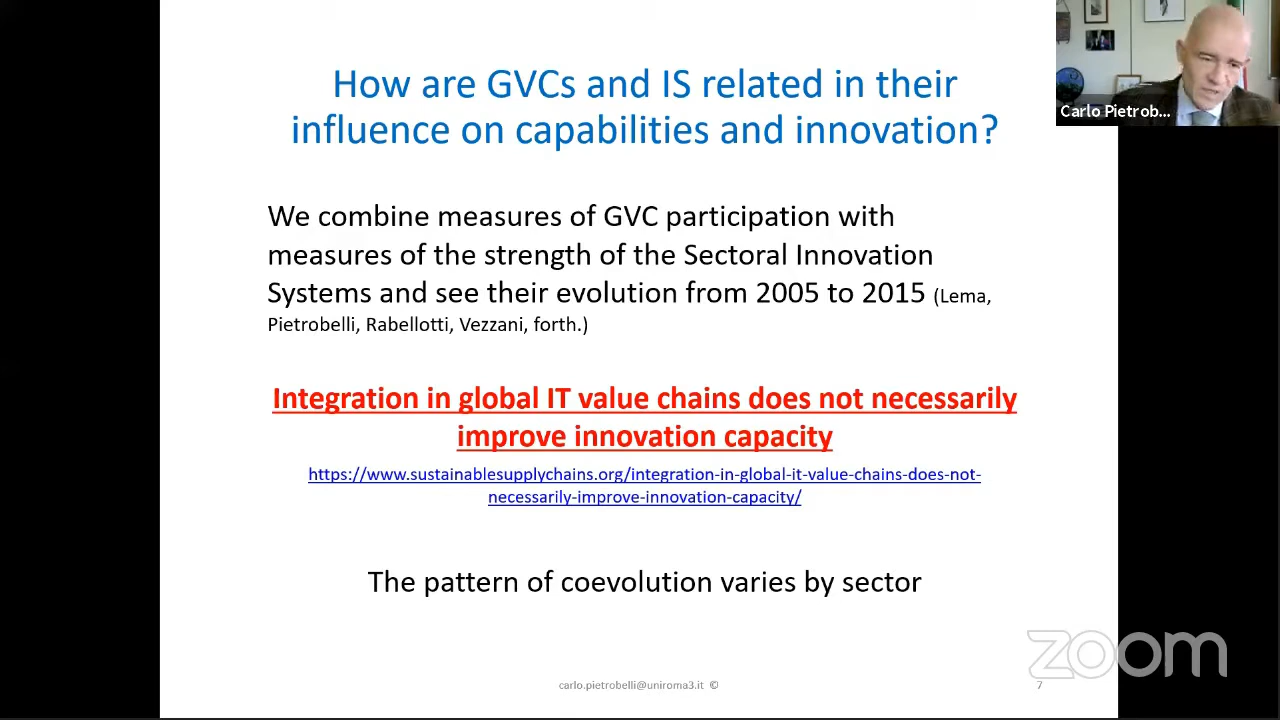 How are GVCs and IS related in their
influence on capabilities and innovation?
Carlo Pietrob...
We combine measures of GVC participation with
measures of the strength of the Sectoral Innovation
Systems and see their evolution from 2005 to 2015 (Lema,
Pietrobelli, Rabellotti, Vezzani, forth.)
Integration in global IT value chains does not necessarily
improve innovation capacity
https://www.sustainablesupplychains.org/integration-in-global-it-value-chains-does-not-
necessarily-improve-innovation-capacity/
The pattern of coevolution varies by sector
zoom
carlo.pietrobelli@uniroma3.it ©
7